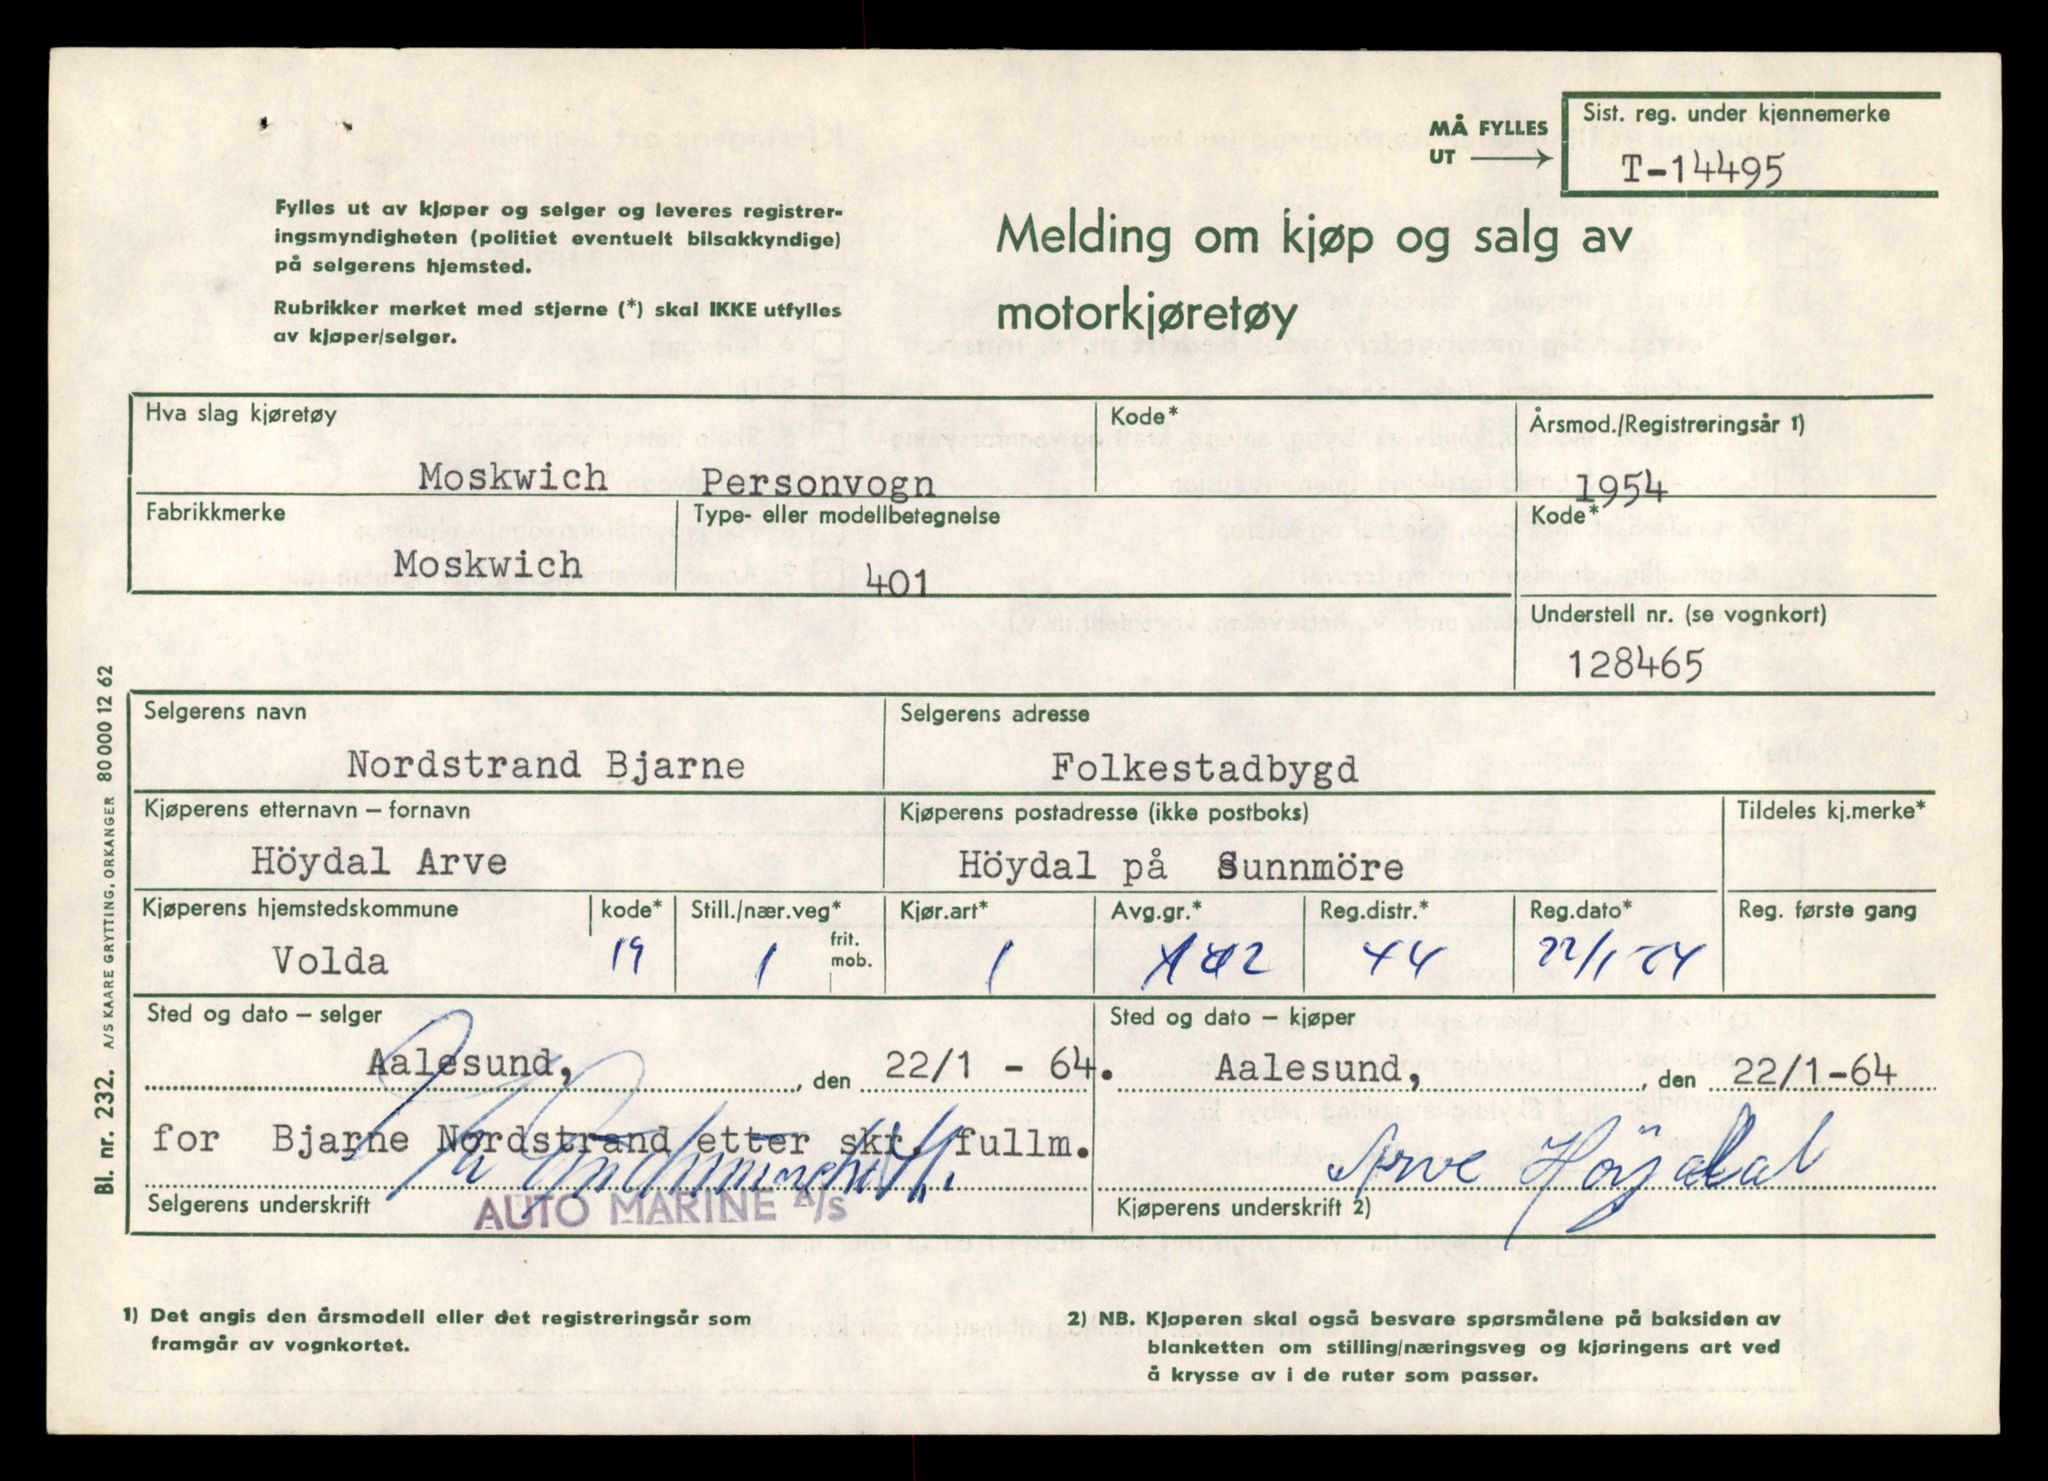 MÅ FYLLES
UT
Sist. reg. under kjennemerke
T-14495
Fylles ut av kjøper og selger og leveres registrer-
ingsmyndigheten (politiet eventuelt bilsakkyndige)
på selgerens hjemsted.
Rubrikker merket med stjerne (*) skal IKKE utfylles
av kjøper/selger.
Melding om kjøp og salg av
motorkjøretøy
Hva slag kjøretøy
Kode*
Årsmod./Registreringsår 1)
Moskwich Personvogn
1954
Fabrikkmerke
Type- eller modellbetegnelse
Kode*
Moskwich
401
Understell nr. (se vognkort)
128465
Selgerens navn
Selgerens adresse
Nordstrand Bjarne
Folkestadbygd
Kjøperens etternavn – fornavn
Kjøperens postadresse (ikke postboks)
Tildeles kj.merke*
Höydal Arve
Höydal på Sunnmöre
Kjøperens hjemstedskommune
kode*
Still./nær.veg*
Kjør.art*
Avg.gr.*
Reg.distr.*
Reg.dato*
Reg. første gang
Volda
19
1
frit.
mob.
1
44
Sted og dato – selger
Sted og dato – kjøper
Aalesund, , den 22/1 - 64.
Aalesund, , den 22/1-64
for Bjarne Nordstrand etter skr. fullm.
Arve Höydal
Selgerens underskrift
AUTO MARINE A/S
Kjøperens underskrift 2)
1) Det angis den årsmodell eller det registreringsår som
framgår av vognkortet.
2) NB. Kjøperen skal også besvare spørsmålene på baksiden av
blanketten om stilling/næringsveg og kjøringens art ved
å krysse av i de ruter som passer.
Bl. nr. 232. A/S KAARE GRYTTING, ORKANGER 80 000 12 62